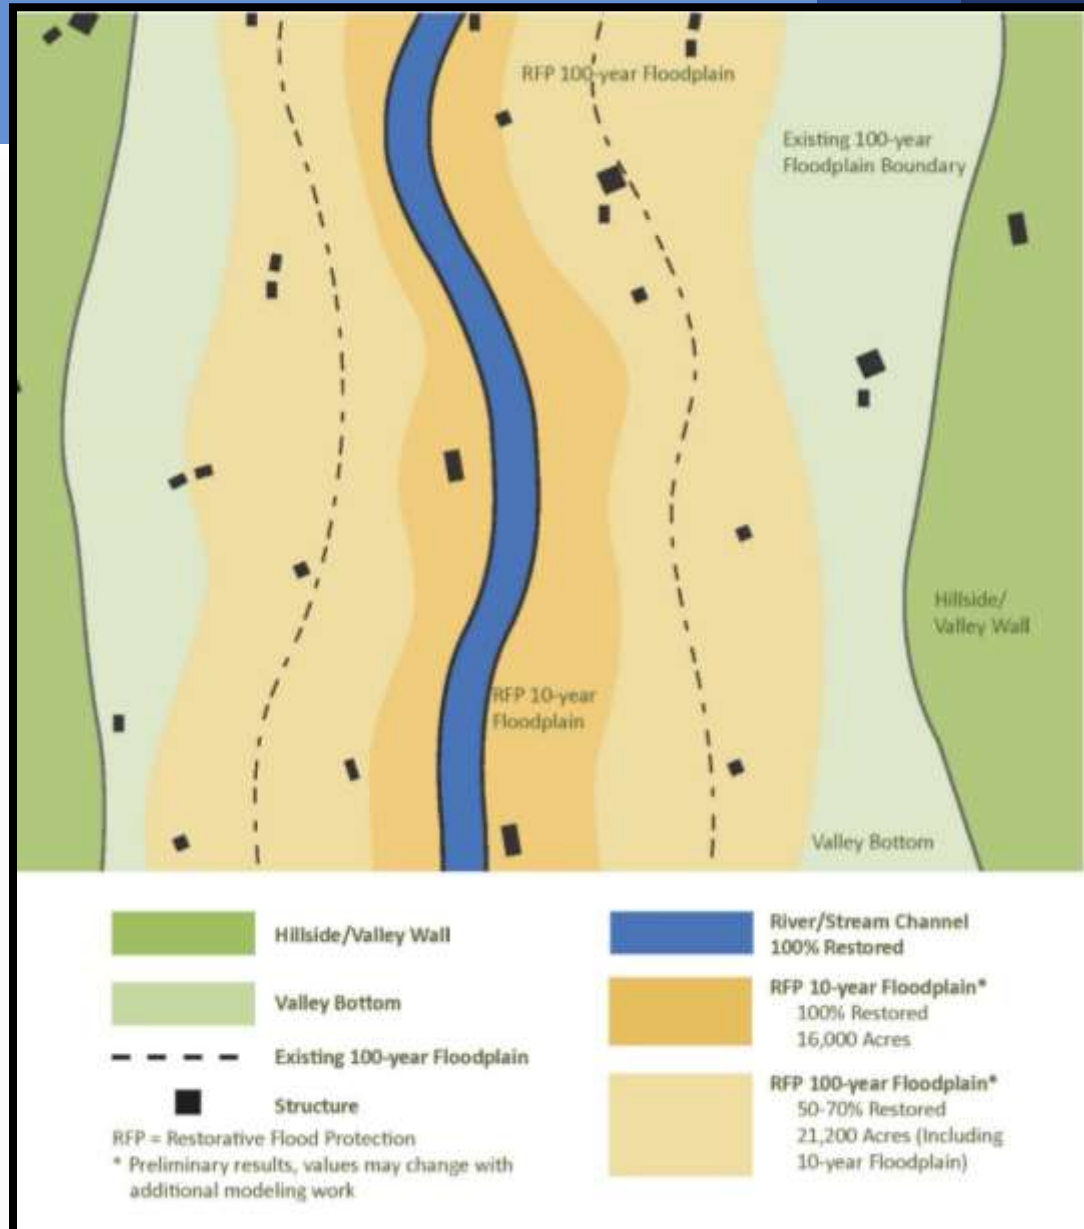 RFP 100-year Floodplain
Existing 100-year
Floodplain Boundary
Hillside/
Valley Wall
RFP 10-year
Floodplain
Valley Bottom
Hillside/Valley Wall
Valley Bottom
Existing 100-year Floodplain
Structure
RFP = Restorative Flood Protection
* Preliminary results, values may change with
additional modeling work
River/Stream Channel
100% Restored
RFP 10-year Floodplain*
100% Restored
16,000 Acres
RFP 100-year Floodplain*
50-70% Restored
21,200 Acres (Including
10-year Floodplain)